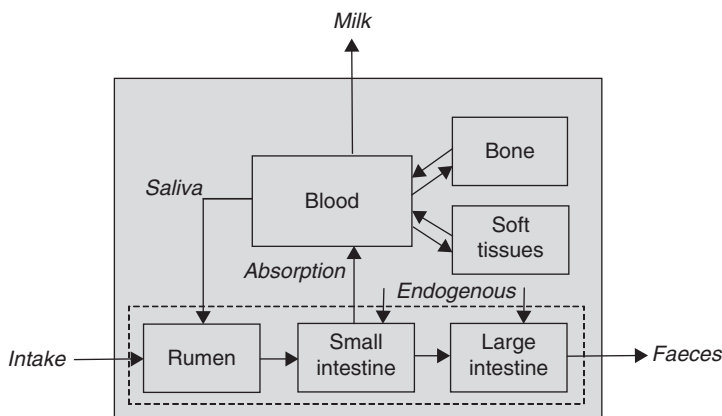 Milk
Bone
Saliva
Blood
Soft
tissues
Absorption
Endogenous
Intake
Rumen
Small
intestine
Large
intestine
Faeces